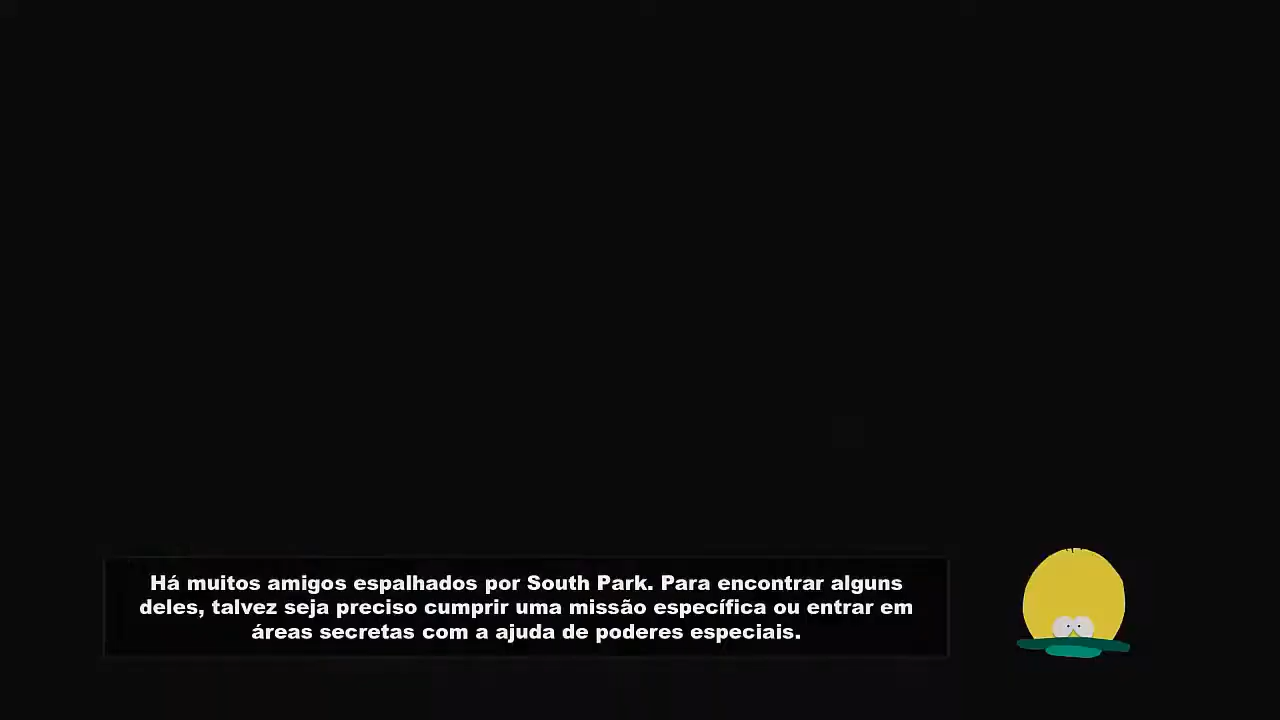 Há muitos amigos espalhados por South Park. Para encontrar alguns
deles, talvez seja preciso cumprir uma missão específica ou entrar em
áreas secretas com a ajuda de poderes especiais.